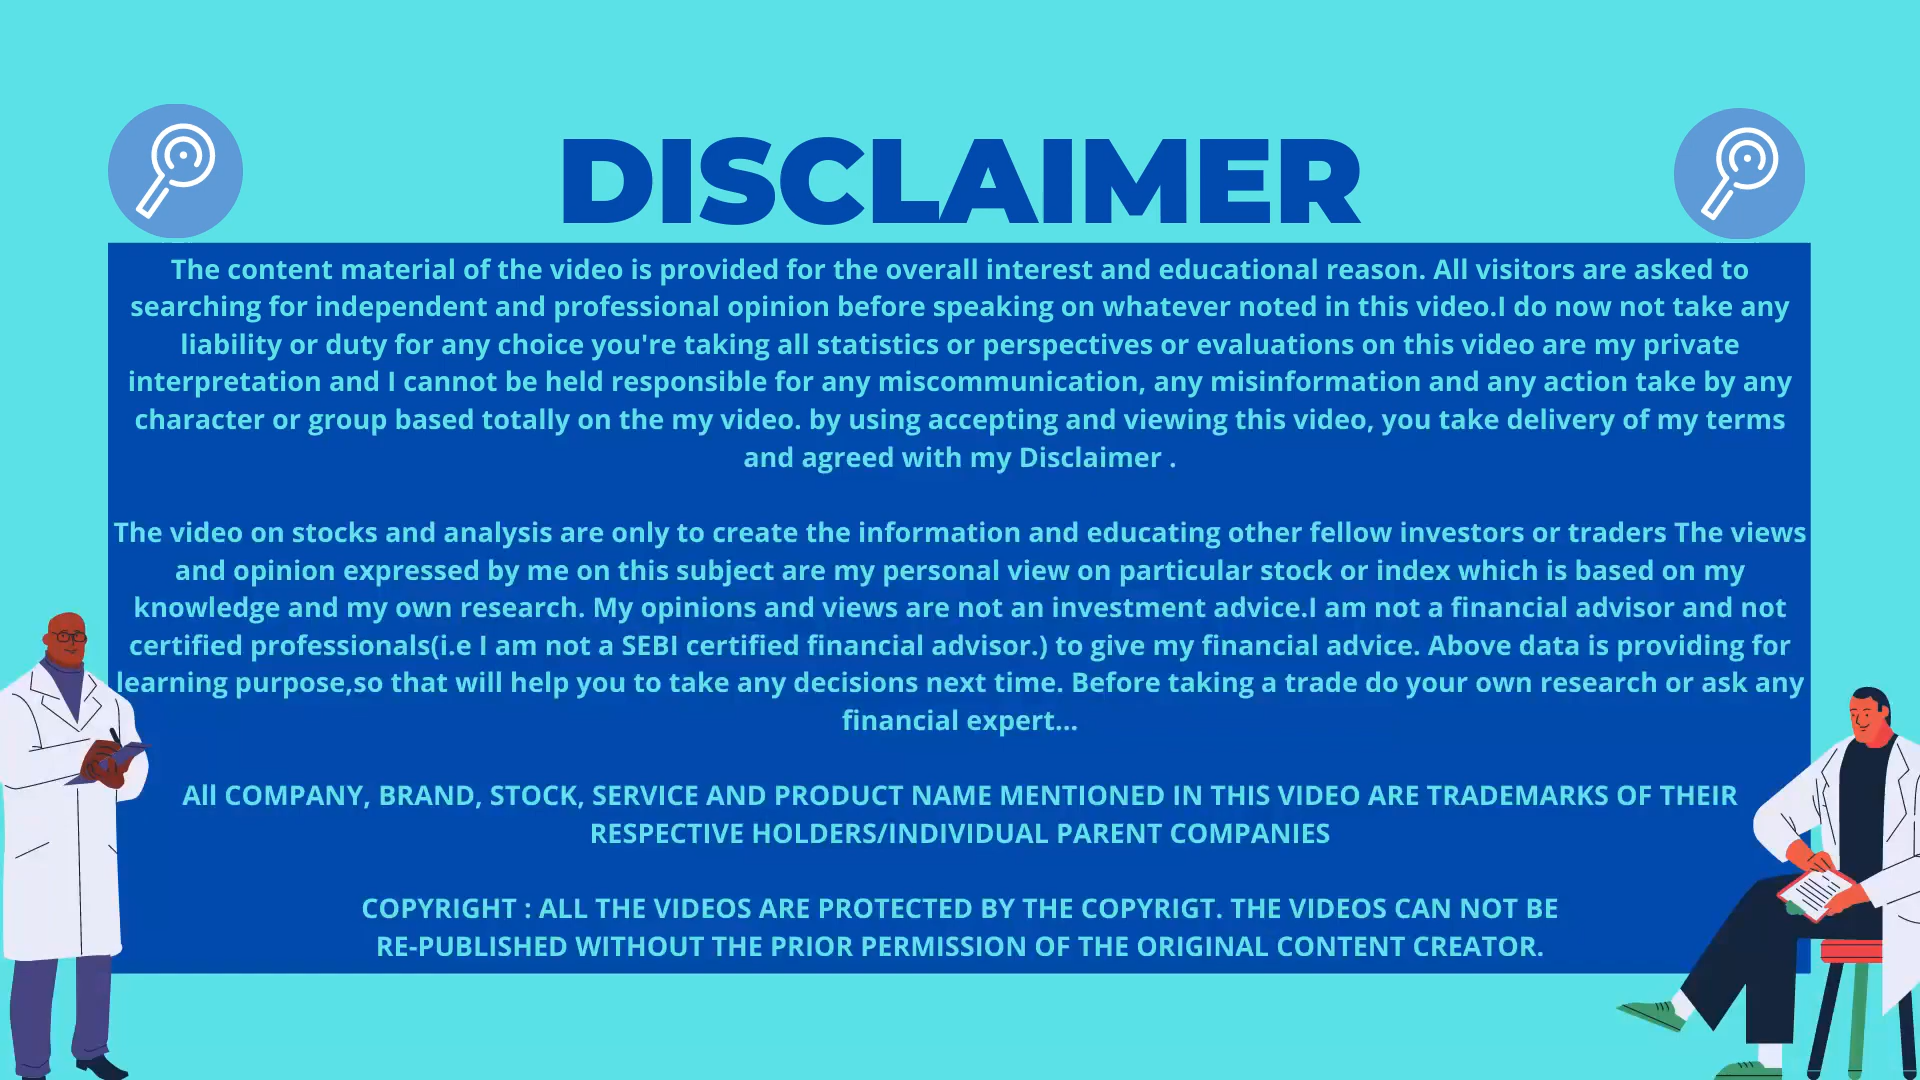 DISCLAIMER
The content material of the video is provided for the overall interest and educational reason. All visitors are asked to
searching for independent and professional opinion before speaking on whatever noted in this video.I do now not take any
liability or duty for any choice you're taking all statistics or perspectives or evaluations on this video are my private
interpretation and I cannot be held responsible for any miscommunication, any misinformation and any action take by any
character or group based totally on the my video. by using accepting and viewing this video, you take delivery of my terms
and agreed with my Disclaimer .
The video on stocks and analysis are only to create the information and educating other fellow investors or traders The views
and opinion expressed by me on this subject are my personal view on particular stock or index which is based on my
knowledge and my own research. My opinions and views are not an investment advice.I am not a financial advisor and not
certified professionals(i.e I am not a SEBI certified financial advisor.) to give my financial advice. Above data is providing for
learning purpose,so that will help you to take any decisions next time. Before taking a trade do your own research or ask any
financial expert...
All COMPANY, BRAND, STOCK, SERVICE AND PRODUCT NAME MENTIONED IN THIS VIDEO ARE TRADEMARKS OF THEIR
RESPECTIVE HOLDERS/INDIVIDUAL PARENT COMPANIES
COPYRIGHT : ALL THE VIDEOS ARE PROTECTED BY THE COPYRIGT. THE VIDEOS CAN NOT BE
RE-PUBLISHED WITHOUT THE PRIOR PERMISSION OF THE ORIGINAL CONTENT CREATOR.